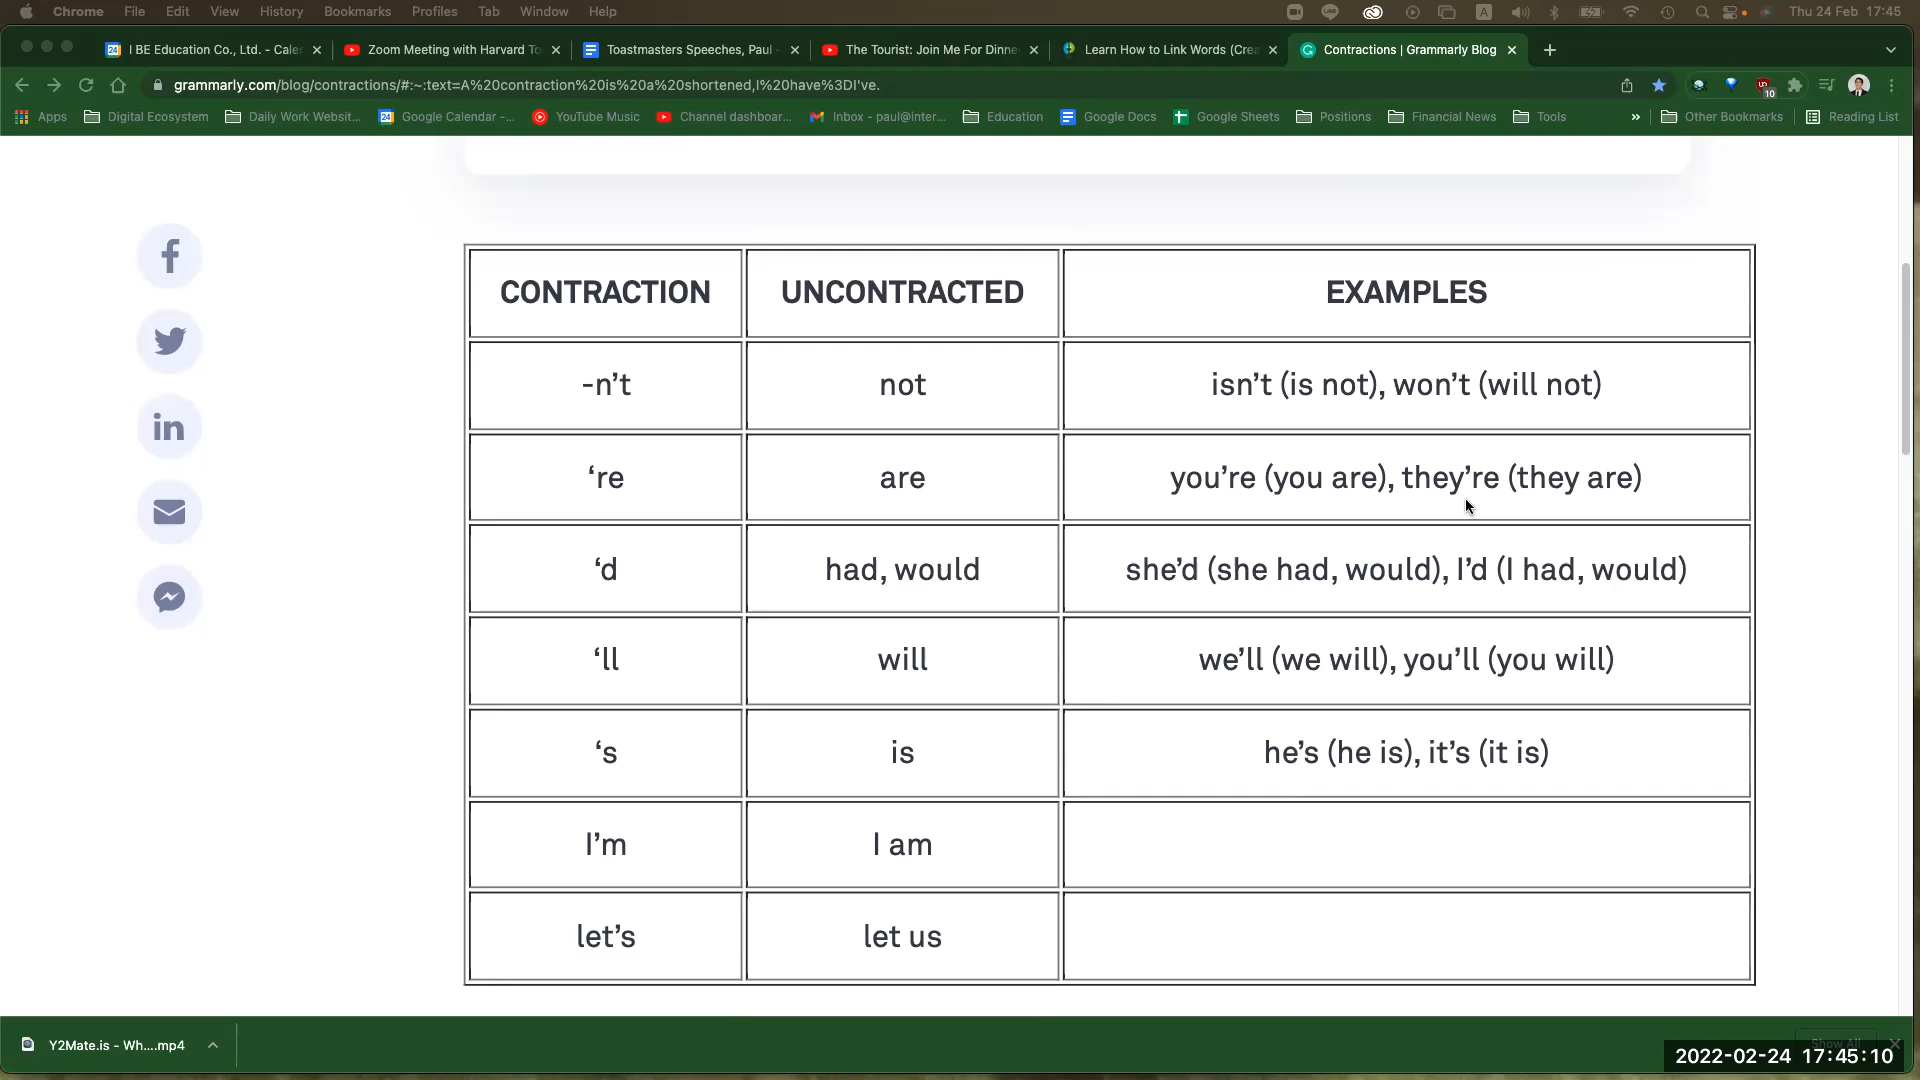 Chrome File Edit View History Bookmarks Profiles Tab Window Help A Thu 24 Feb 17:45
24 I BE Education Co., Ltd. - Caler Zoom Meeting with Harvard To Toastmasters Speeches, Paul - The Tourist: Join Me For Dinne Learn How to Link Words (Crea Contractions | Grammarly Blog
grammarly.com/blog/contractions/#:~:text=A%20contraction%20is%20a%20shortened,I%20have%3DI've. 10
Apps Digital Ecosystem Daily Work Websit... 24 Google Calendar -... YouTube Music Channel dashboar... Inbox - paul@inter... Education Google Docs Google Sheets Positions Financial News Tools » Other Bookmarks Reading List
CONTRACTION UNCONTRACTED EXAMPLES
-n’t not isn’t (is not), won’t (will not)
‘re are you’re (you are), they’re (they are)
‘d had, would she’d (she had, would), I’d (I had, would)
‘ll will we’ll (we will), you’ll (you will)
‘s is he’s (he is), it’s (it is)
I’m I am
let’s let us
Y2Mate.is - Wh....mp4 Show All
2022-02-24 17:45:10